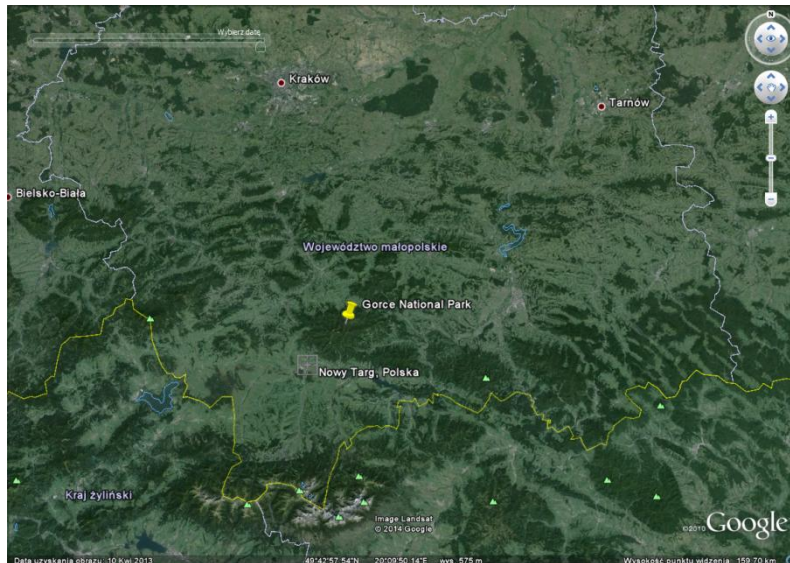 Wybierz datę
N
Kraków
Tarnów
Bielsko-Biała
Województwo małopolskie
Gorce National Park
Nowy Targ, Polska
Kraj żyliński
Image Landsat
© 2014 Google
©2010 Google
Data uzyskania obrazu: 10 Kwi 2013 49°42'57.54"N 20°09'50.14"E wys. 575 m Wysokość punktu widzenia 159.70 km